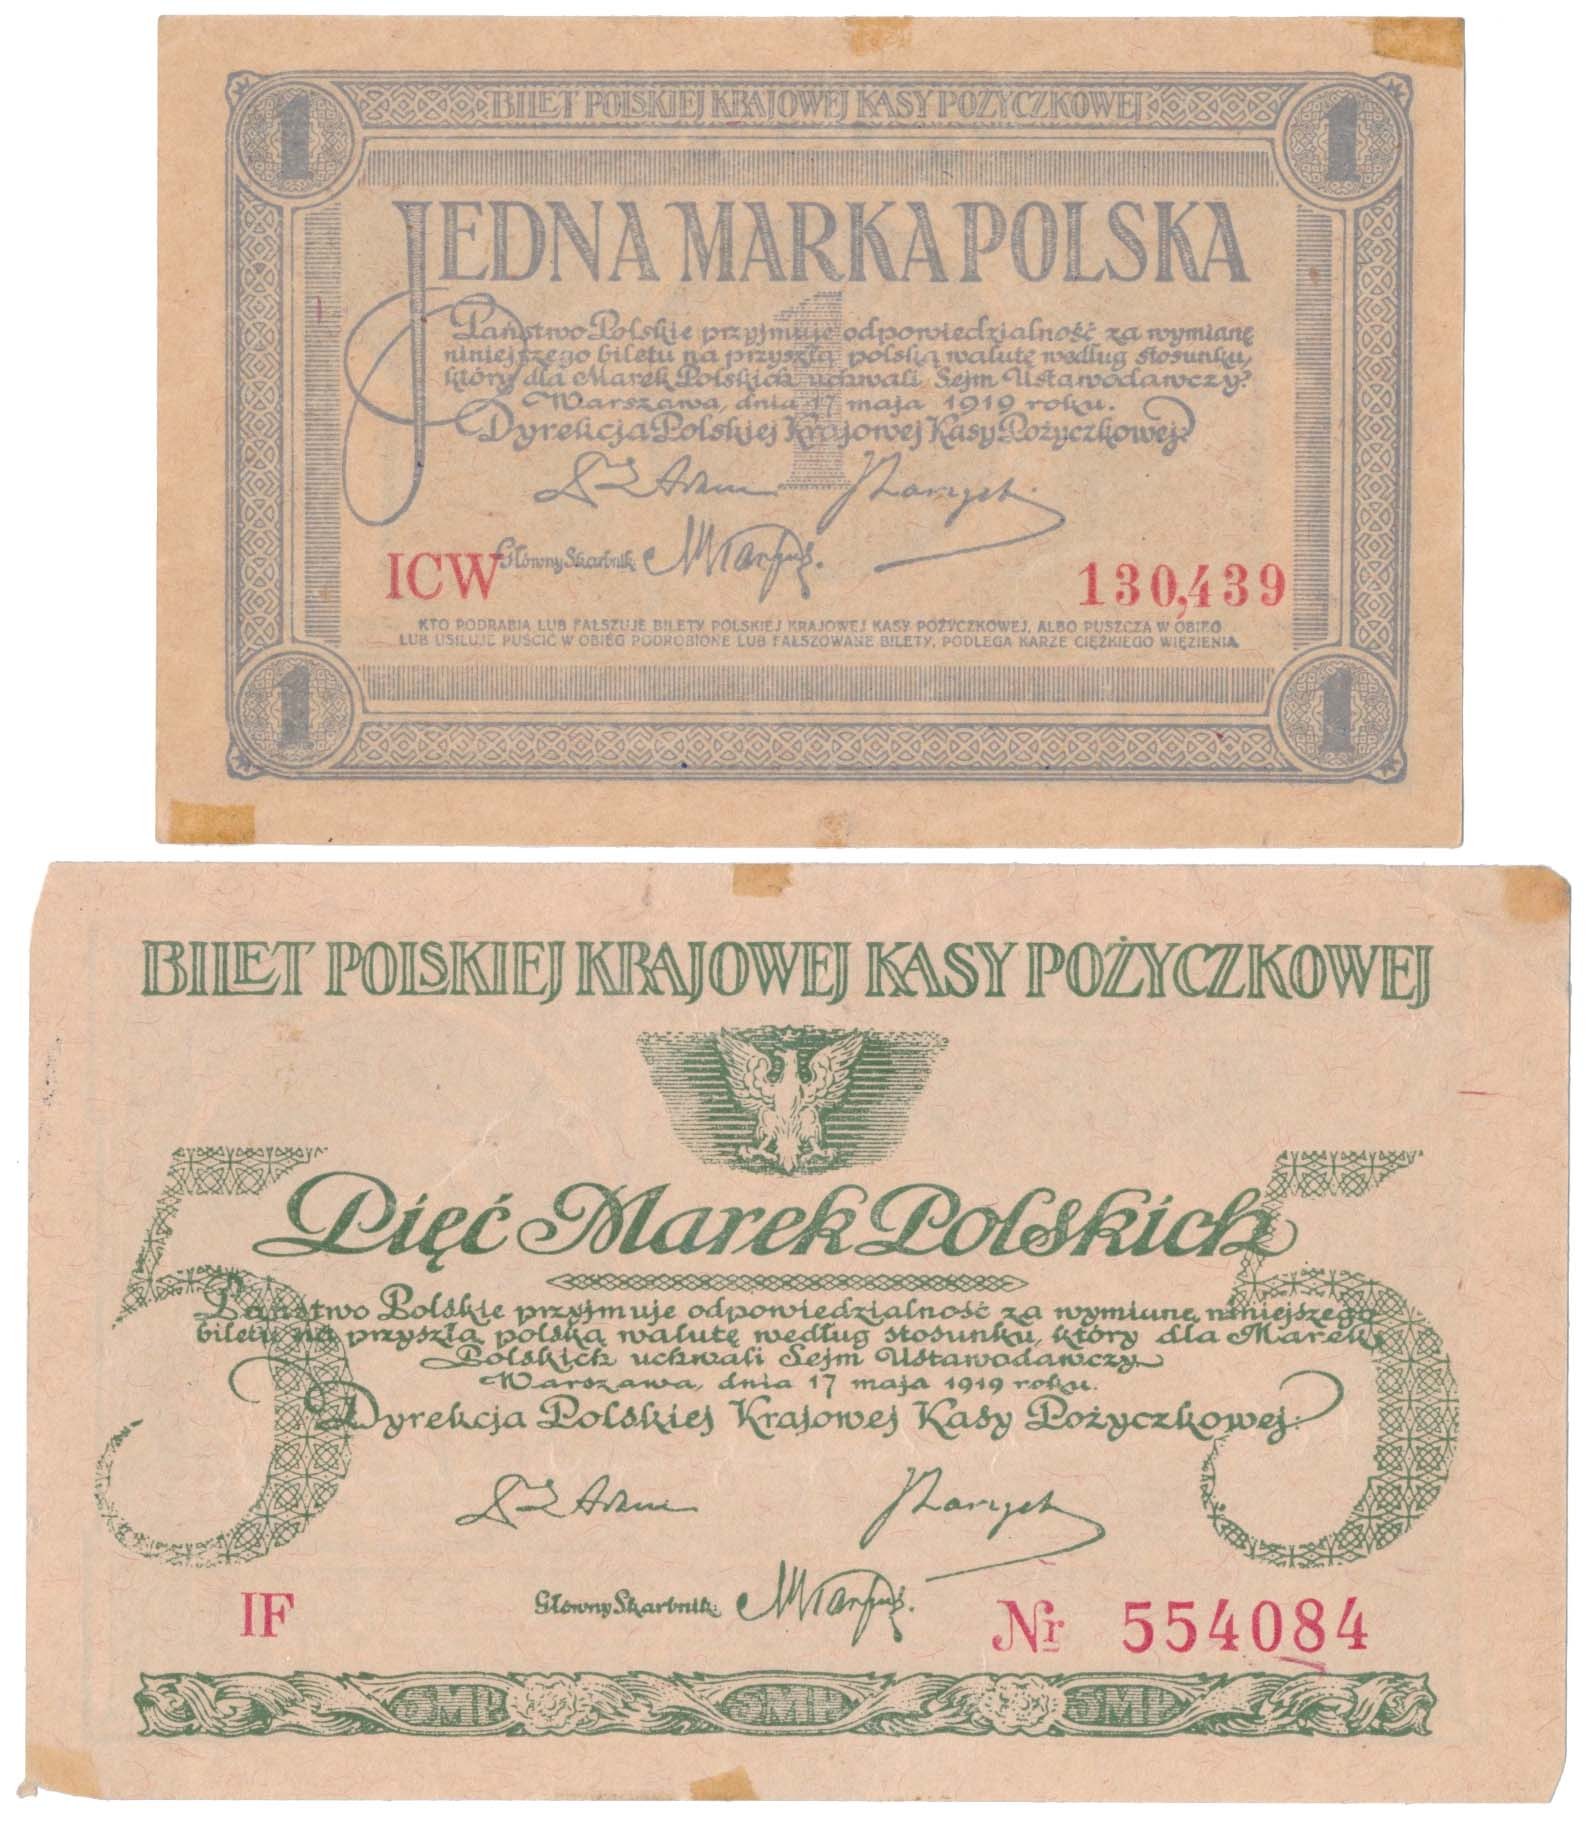 1 BILET POLSKIEJ KRAJOWEJ KASY POŻYCZKOWEJ 1
JEDNA MARKA POLSKA
1
Państwo Polskie przyjmuje odpowiedzialność za wymianę
niniejszego biletu na przyszłą polską walutę według stosunku,
który dla Marek Polskich uchwali Sejm Ustawodawczy.
Warszawa, dnia 17 maja 1919 roku.
Dyrekcja Polskiej Krajowej Kasy Pożyczkowej.
ICW Główny Skarbnik: 130,439
KTO PODRABIA LUB FAŁSZUJE BILETY POLSKIEJ KRAJOWEJ KASY POŻYCZKOWEJ, ALBO PUSZCZA W OBIEG
LUB USIŁUJE PUŚCIĆ W OBIEG PODROBIONE LUB FAŁSZOWANE BILETY, PODLEGA KARZE CIĘŻKIEGO WIĘZIENIA.
1 1
BILET POLSKIEJ KRAJOWEJ KASY POŻYCZKOWEJ
5 5
Pięć Marek Polskich
Państwo Polskie przyjmuje odpowiedzialność za wymianę niniejszego
biletu na przyszłą polską walutę według stosunku, który dla Marek
Polskich uchwali Sejm Ustawodawczy
Warszawa, dnia 17 maja 1919 roku.
Dyrekcja Polskiej Krajowej Kasy Pożyczkowej:
Główny Skarbnik:
IF Nr 554084
5MP 5MP 5MP